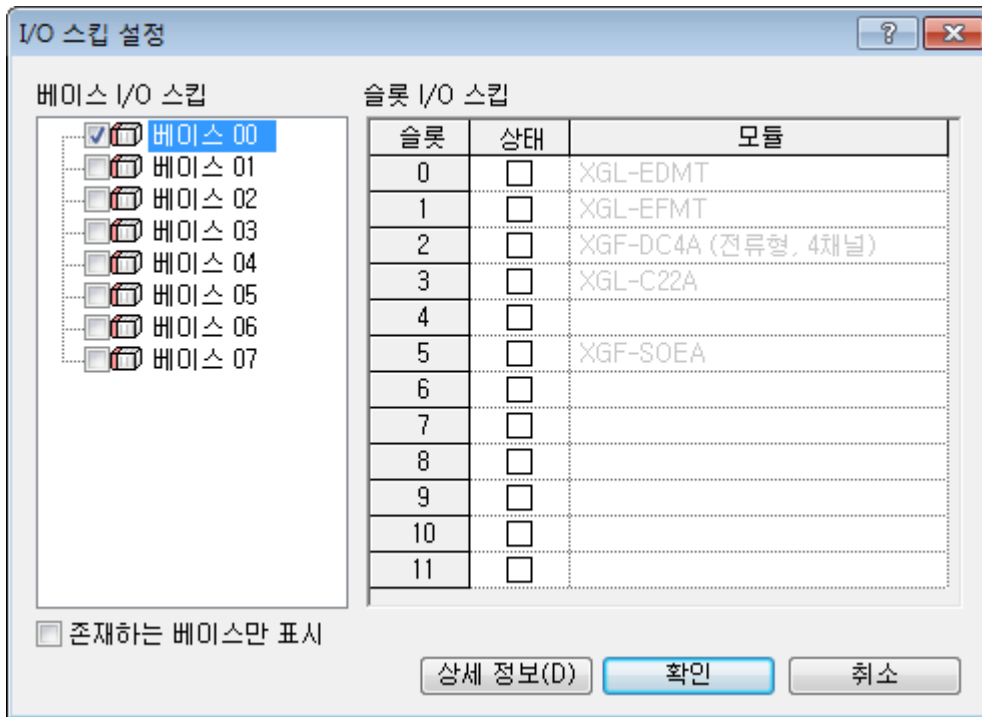 I/O 스킵 설정
베이스 I/O 스킵
베이스 00
베이스 01
베이스 02
베이스 03
베이스 04
베이스 05
베이스 06
베이스 07
존재하는 베이스만 표시
슬롯 I/O 스킵
슬롯 상태 모듈
0 XGL-EDMT
1 XGL-EFMT
2 XGF-DC4A (전류형, 4채널)
3 XGL-C22A
4
5 XGF-SOEA
6
7
8
9
10
11
상세 정보(D) 확인 취소